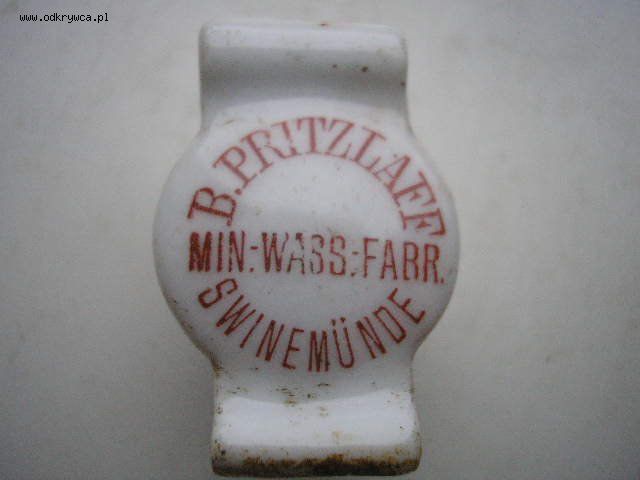 www.odkrywca.pl
B. PRITZLAFF
MIN.-WASS.-FABR.
SWINEMÜNDE